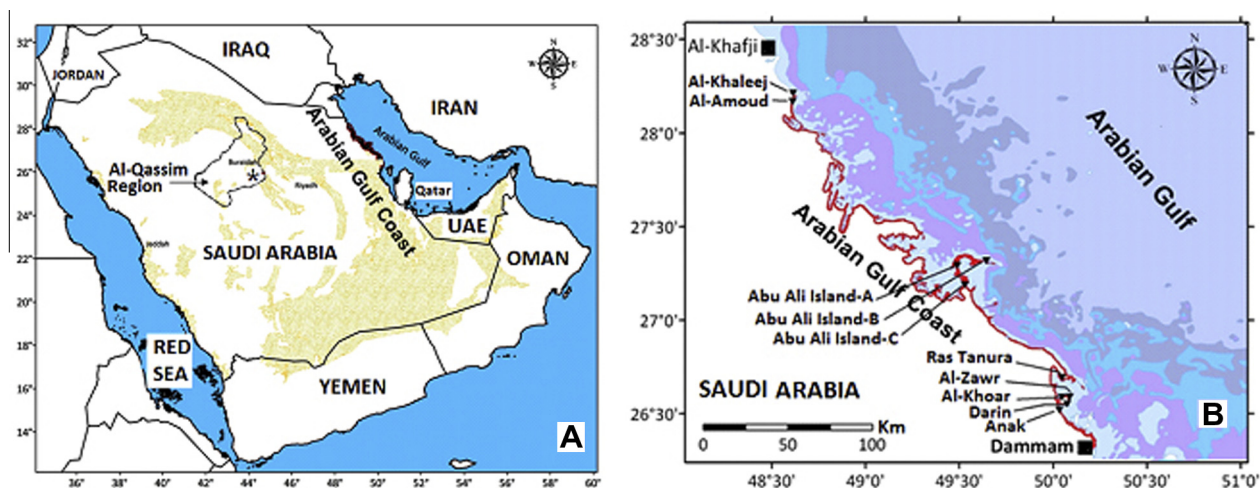 32°
30°
28°
26°
24°
22°
20°
18°
16°
14°
36°
38°
40°
42°
44°
46°
48°
50°
52°
54°
56°
58°
60°
IRAQ
JORDAN
IRAN
N
W
E
S
Arabian Gulf
Arabian Gulf Coast
Al-Qassim
Region
Buraidah
*
Riyadh
Qatar
UAE
OMAN
Jeddah
SAUDI ARABIA
RED
SEA
YEMEN
A
28°30'
28°0'
27°30'
27°0'
26°30'
48°30'
49°0'
49°30'
50°0'
50°30'
51°0'
Al-Khafji
Al-Khaleej
Al-Amoud
N
W
E
S
Arabian Gulf
Arabian Gulf Coast
Abu Ali Island-A
Abu Ali Island-B
Abu Ali Island-C
Ras Tanura
Al-Zawr
Al-Khoar
Darin
Anak
Dammam
SAUDI ARABIA
Km
0
50
100
B